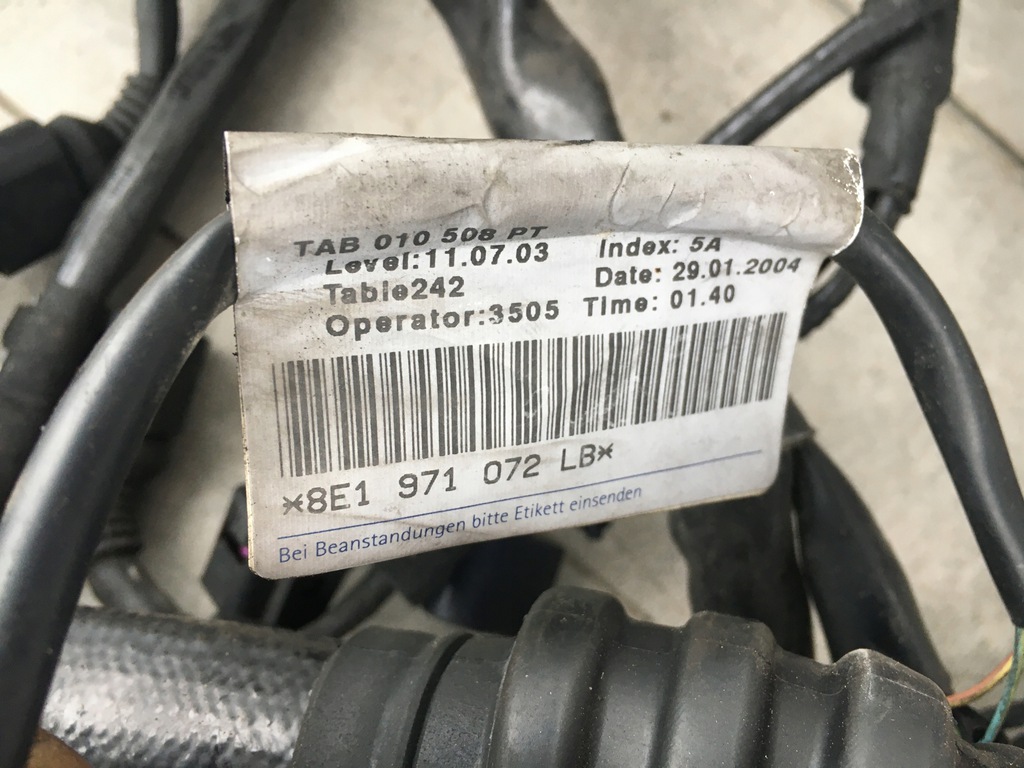 TAB 010 508 PT
Level:11.07.03 Index: 5A
Table242 Date: 29.01.2004
Operator:3505 Time: 01.40
*8E1 971 072 LB*
Bei Beanstandungen bitte Etikett einsenden